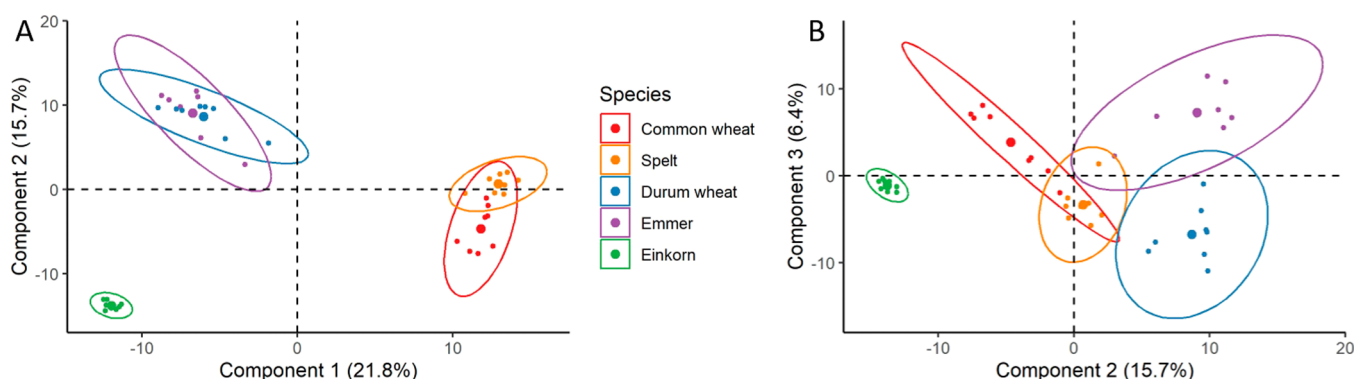 A
20
10
0
-10
Component 2 (15.7%)
-10
0
10
Component 1 (21.8%)
Species
Common wheat
Spelt
Durum wheat
Emmer
Einkorn
B
10
0
-10
Component 3 (6.4%)
-10
0
10
20
Component 2 (15.7%)